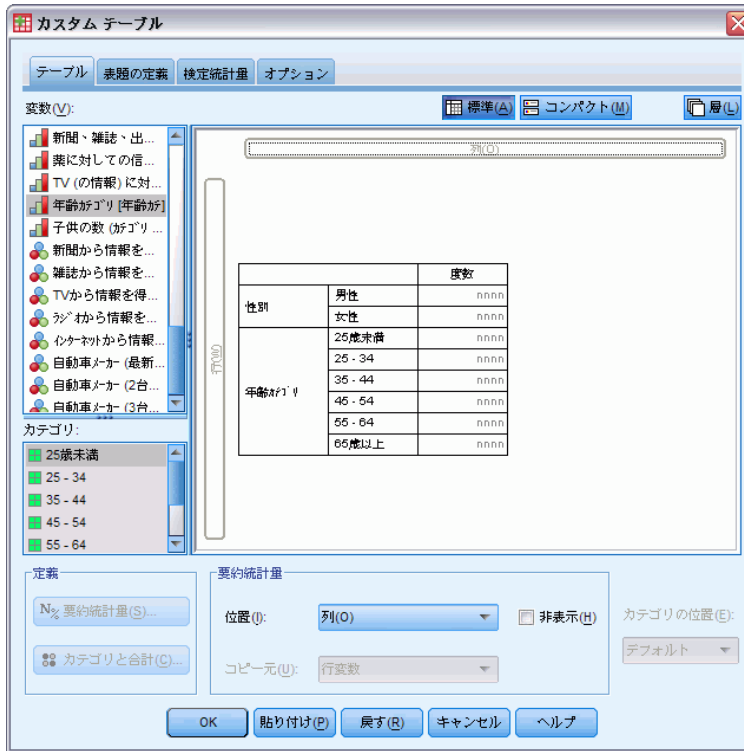 カスタム テーブル
テーブル 表題の定義 検定統計量 オプション
変数(V):
標準(A) コンパクト(M) 層(L)
新聞、雑誌、出...
薬に対しての信...
TV (の情報) に対...
年齢カテゴリ [年齢カテ]
子供の数 (カテゴリ ...
新聞から情報を...
雑誌から情報を...
TVから情報を得...
ラジオから情報を...
インターネットから情報...
自動車メーカー (最新...
自動車メーカー (2台...
自動車メーカー (3台...
列(O)
行(W)
度数
性別 男性 nnnn
女性 nnnn
年齢カテゴリ 25歳未満 nnnn
25 - 34 nnnn
35 - 44 nnnn
45 - 54 nnnn
55 - 64 nnnn
65歳以上 nnnn
カテゴリ:
25歳未満
25 - 34
35 - 44
45 - 54
55 - 64
定義
N% 要約統計量(S)...
カテゴリと合計(C)...
要約統計量
位置(I): 列(O) 非表示(H)
コピー元(U): 行変数
カテゴリの位置(E):
デフォルト
OK 貼り付け(P) 戻す(R) キャンセル ヘルプ